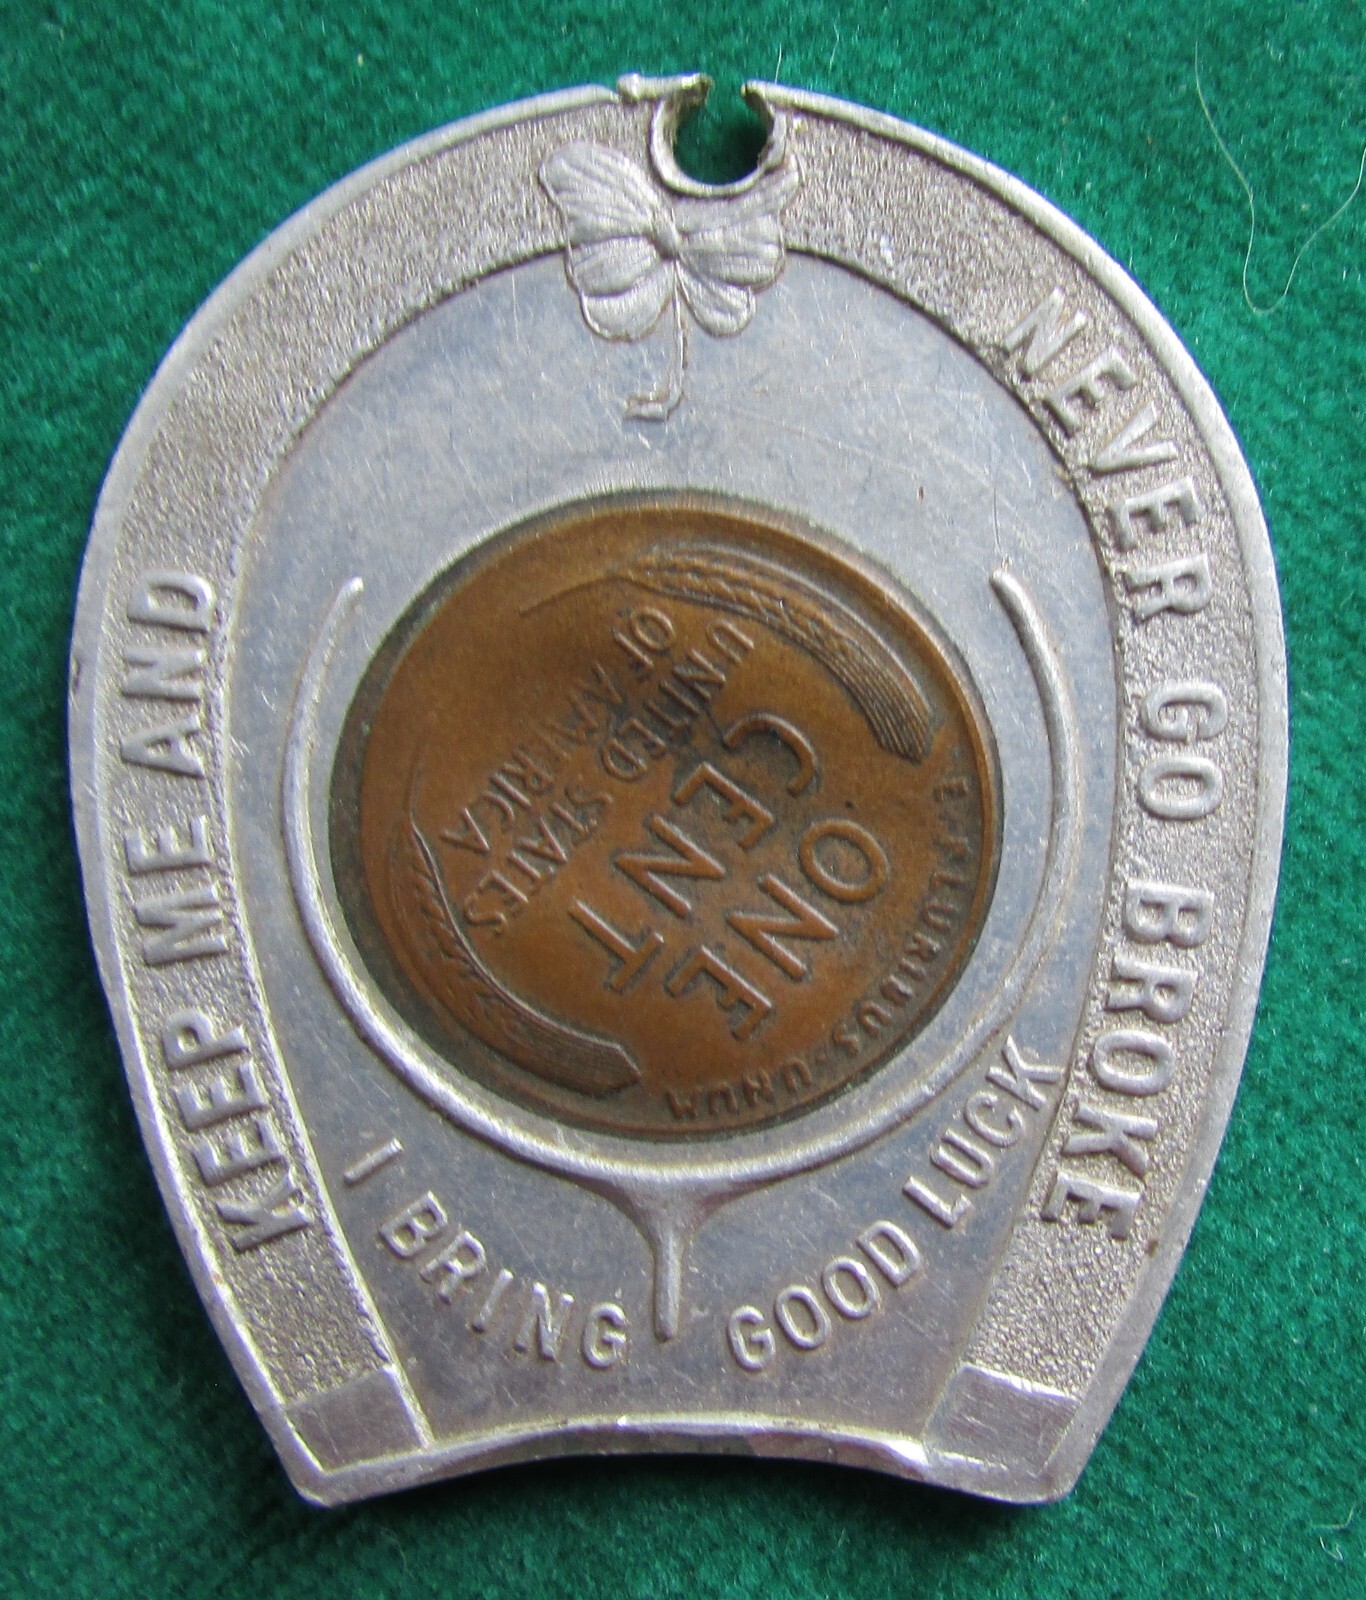 KEEP ME AND
NEVER GO BROKE
I BRING GOOD LUCK
E·PLURIBUS·UNUM
ONE
CENT
UNITED STATES
OF AMERICA